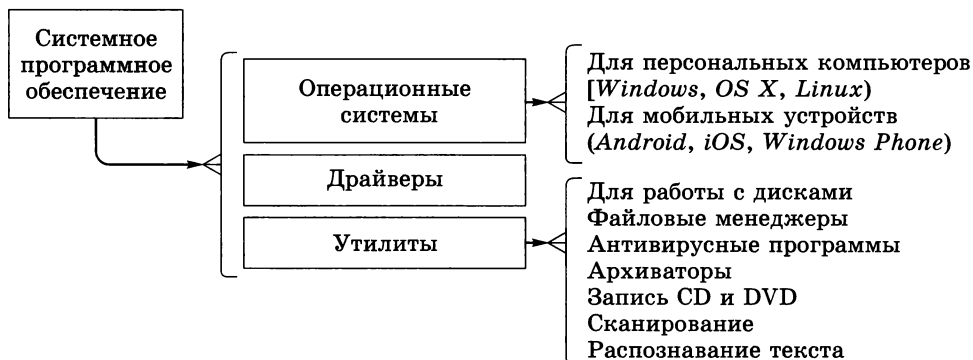 Системное
программное
обеспечение
Операционные
системы
Для персональных компьютеров
[Windows, OS X, Linux)
Для мобильных устройств
(Android, iOS, Windows Phone)
Драйверы
Утилиты
Для работы с дисками
Файловые менеджеры
Антивирусные программы
Архиваторы
Запись CD и DVD
Сканирование
Распознавание текста